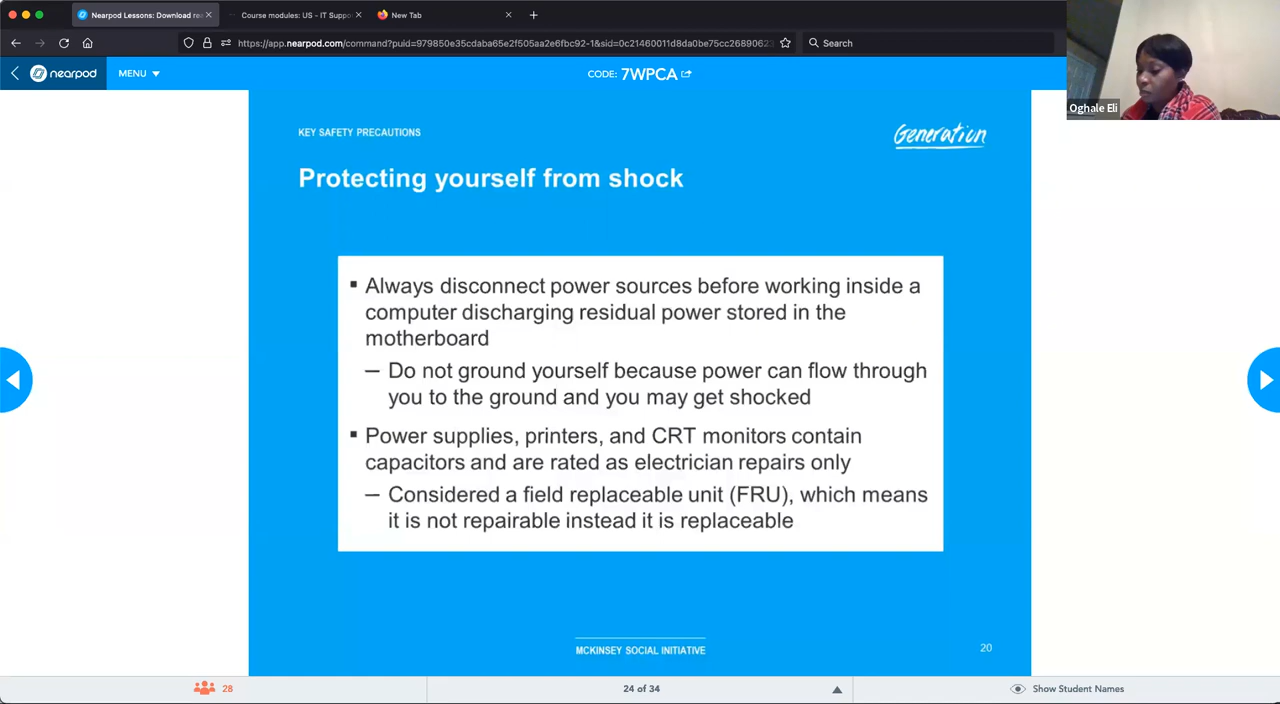 Nearpod Lessons: Download rea
Course modules: US - IT Suppo
New Tab
https://app.nearpod.com/command?puid=979850e35cdaba65e2f505aa2e6fbc92-1&sid=0c21460011d8da0be75cc26890623
Search
nearpod
MENU
CODE: 7WPCA
Oghale Eli
KEY SAFETY PRECAUTIONS
Generation
Protecting yourself from shock
▪ Always disconnect power sources before working inside a
computer discharging residual power stored in the
motherboard
– Do not ground yourself because power can flow through
you to the ground and you may get shocked
▪ Power supplies, printers, and CRT monitors contain
capacitors and are rated as electrician repairs only
– Considered a field replaceable unit (FRU), which means
it is not repairable instead it is replaceable
MCKINSEY SOCIAL INITIATIVE
20
28
24 of 34
Show Student Names